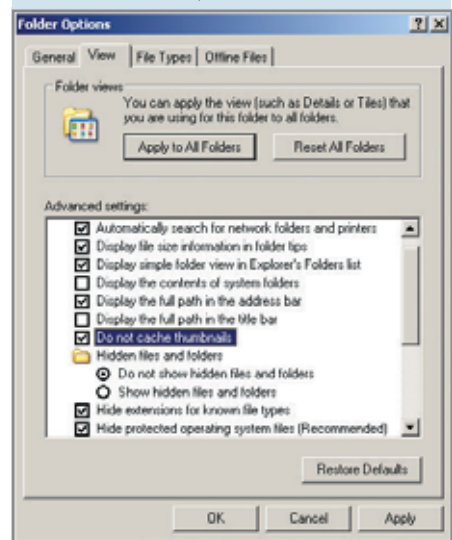 Folder Options
General View File Types Offline Files
Folder views
You can apply the view (such as Details or Tiles) that
you are using for this folder to all folders.
Apply to All Folders Reset All Folders
Advanced settings:
Automatically search for network folders and printers
Display file size information in folder tips
Display simple folder view in Explorer's Folders list
Display the contents of system folders
Display the full path in the address bar
Display the full path in the title bar
Do not cache thumbnails
Hidden files and folders
Do not show hidden files and folders
Show hidden files and folders
Hide extensions for known file types
Hide protected operating system files (Recommended)
Restore Defaults
OK Cancel Apply